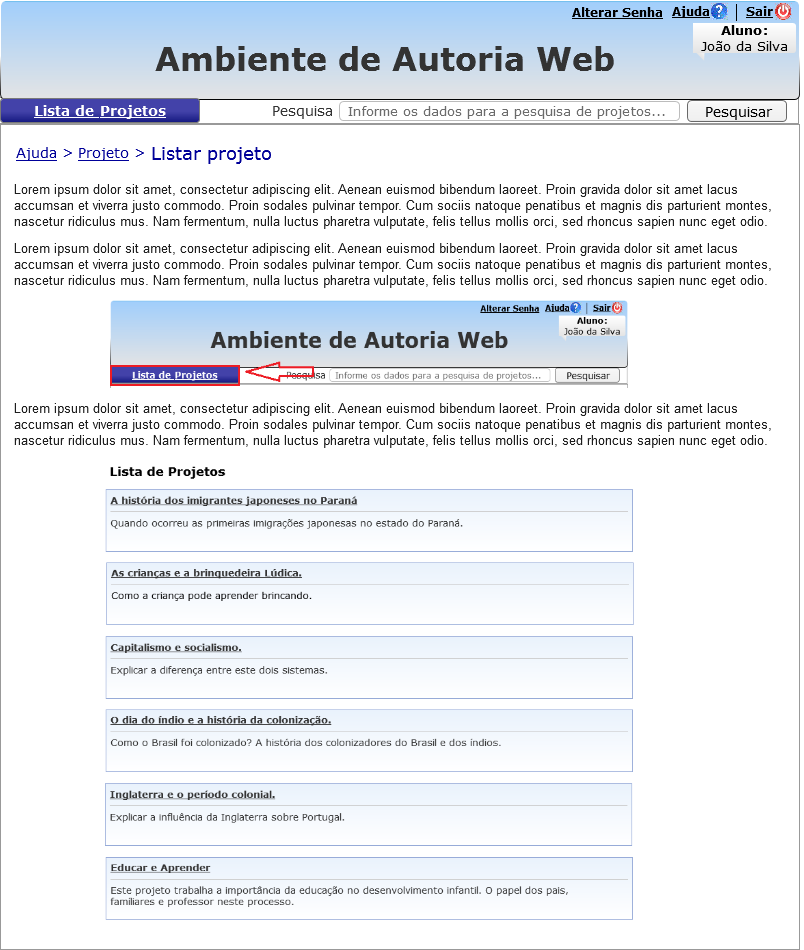 Alterar Senha Ajuda? | Sair
Aluno:
João da Silva
Ambiente de Autoria Web
Lista de Projetos
Pesquisa Informe os dados para a pesquisa de projetos... Pesquisar
Ajuda > Projeto > Listar projeto
Lorem ipsum dolor sit amet, consectetur adipiscing elit. Aenean euismod bibendum laoreet. Proin gravida dolor sit amet lacus
accumsan et viverra justo commodo. Proin sodales pulvinar tempor. Cum sociis natoque penatibus et magnis dis parturient montes,
nascetur ridiculus mus. Nam fermentum, nulla luctus pharetra vulputate, felis tellus mollis orci, sed rhoncus sapien nunc eget odio.
Lorem ipsum dolor sit amet, consectetur adipiscing elit. Aenean euismod bibendum laoreet. Proin gravida dolor sit amet lacus
accumsan et viverra justo commodo. Proin sodales pulvinar tempor. Cum sociis natoque penatibus et magnis dis parturient montes,
nascetur ridiculus mus. Nam fermentum, nulla luctus pharetra vulputate, felis tellus mollis orci, sed rhoncus sapien nunc eget odio.
Alterar Senha Ajuda? | Sair
Aluno:
João da Silva
Ambiente de Autoria Web
Lista de Projetos
Pesquisa Informe os dados para a pesquisa de projetos... Pesquisar
Lorem ipsum dolor sit amet, consectetur adipiscing elit. Aenean euismod bibendum laoreet. Proin gravida dolor sit amet lacus
accumsan et viverra justo commodo. Proin sodales pulvinar tempor. Cum sociis natoque penatibus et magnis dis parturient montes,
nascetur ridiculus mus. Nam fermentum, nulla luctus pharetra vulputate, felis tellus mollis orci, sed rhoncus sapien nunc eget odio.
Lista de Projetos
A história dos imigrantes japoneses no Paraná
Quando ocorreu as primeiras imigrações japonesas no estado do Paraná.
As crianças e a brinquedeira Lúdica.
Como a criança pode aprender brincando.
Capitalismo e socialismo.
Explicar a diferença entre este dois sistemas.
O dia do índio e a história da colonização.
Como o Brasil foi colonizado? A história dos colonizadores do Brasil e dos índios.
Inglaterra e o período colonial.
Explicar a influência da Inglaterra sobre Portugal.
Educar e Aprender
Este projeto trabalha a importância da educação no desenvolvimento infantil. O papel dos pais,
familiares e professor neste processo.